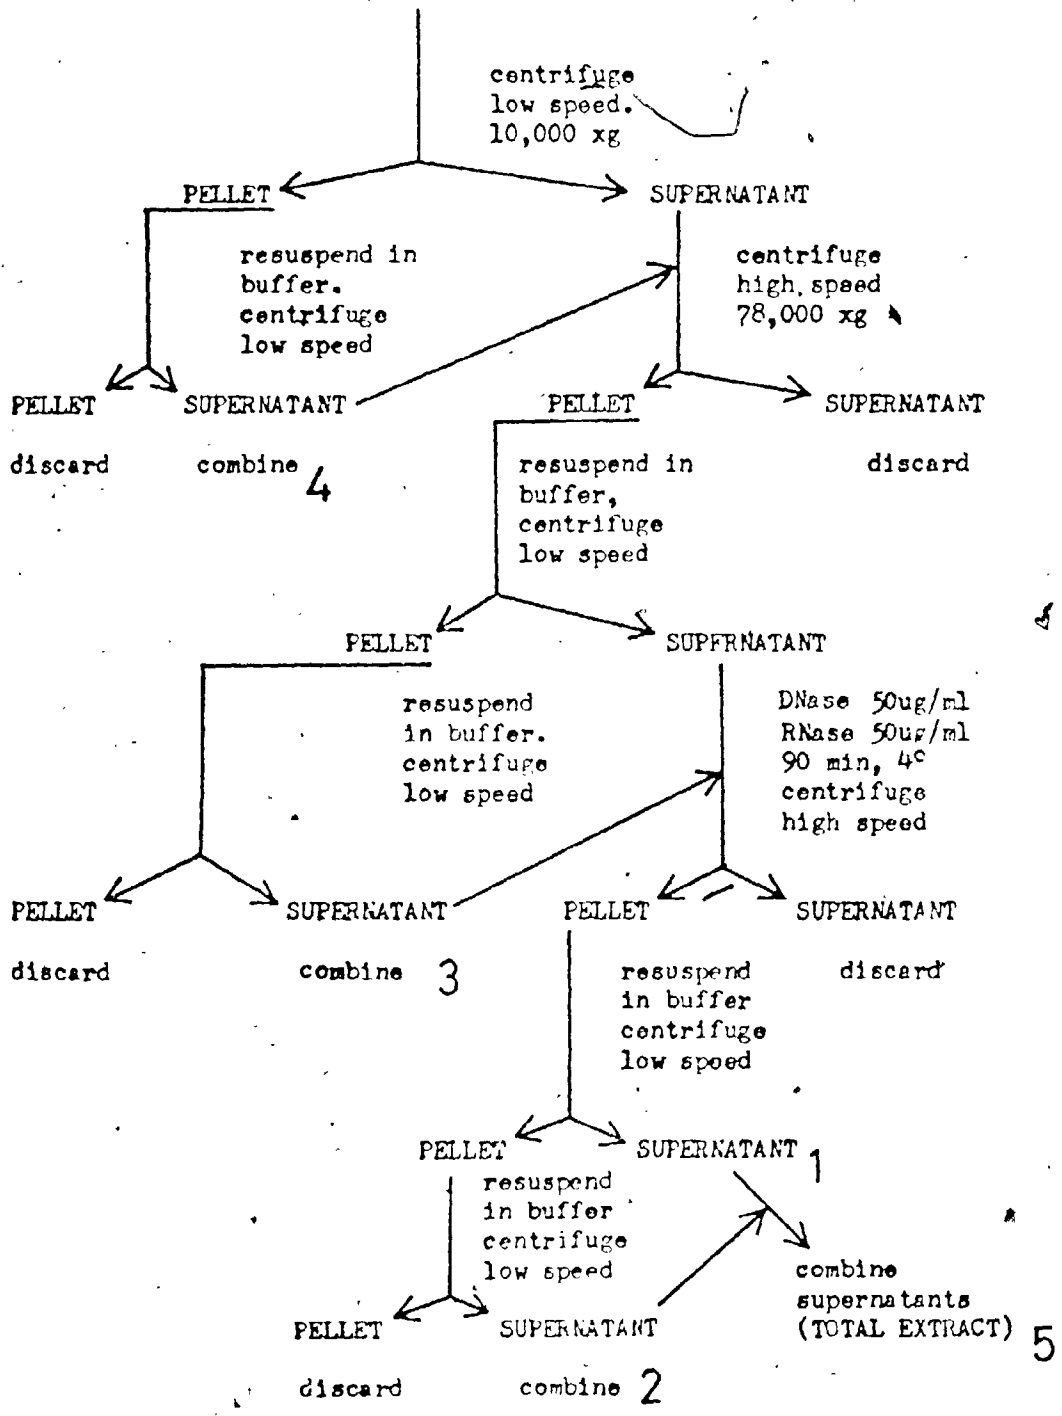 centrifuge
low speed.
10,000 xg
PELLET
SUPERNATANT
resuspend in
buffer.
centrifuge
low speed
centrifuge
high speed
78,000 xg
PELLET
SUPERNATANT
PELLET
SUPERNATANT
discard
combine 4
discard
resuspend in
buffer,
centrifuge
low speed
PELLET
SUPERNATANT
resuspend
in buffer.
centrifuge
low speed
DNase 50ug/ml
RNase 50ug/ml
90 min, 4°
centrifuge
high speed
PELLET
SUPERNATANT
PELLET
SUPERNATANT
discard
combine 3
discard
resuspend
in buffer
centrifuge
low speed
PELLET
SUPERNATANT 1
resuspend
in buffer
centrifuge
low speed
combine
supernatants
(TOTAL EXTRACT) 5
PELLET
SUPERNATANT
discard
combine 2